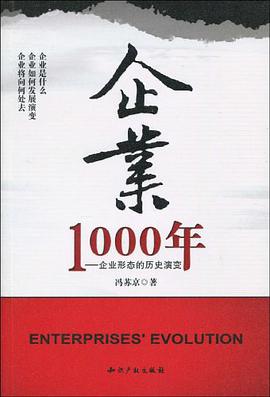 企业是什么
企业如何发展演变
企业将向何处去
企業
1000年
——企业形态的历史演变
冯苏京◎著
ENTERPRISES' EVOLUTION
知识产权出版社